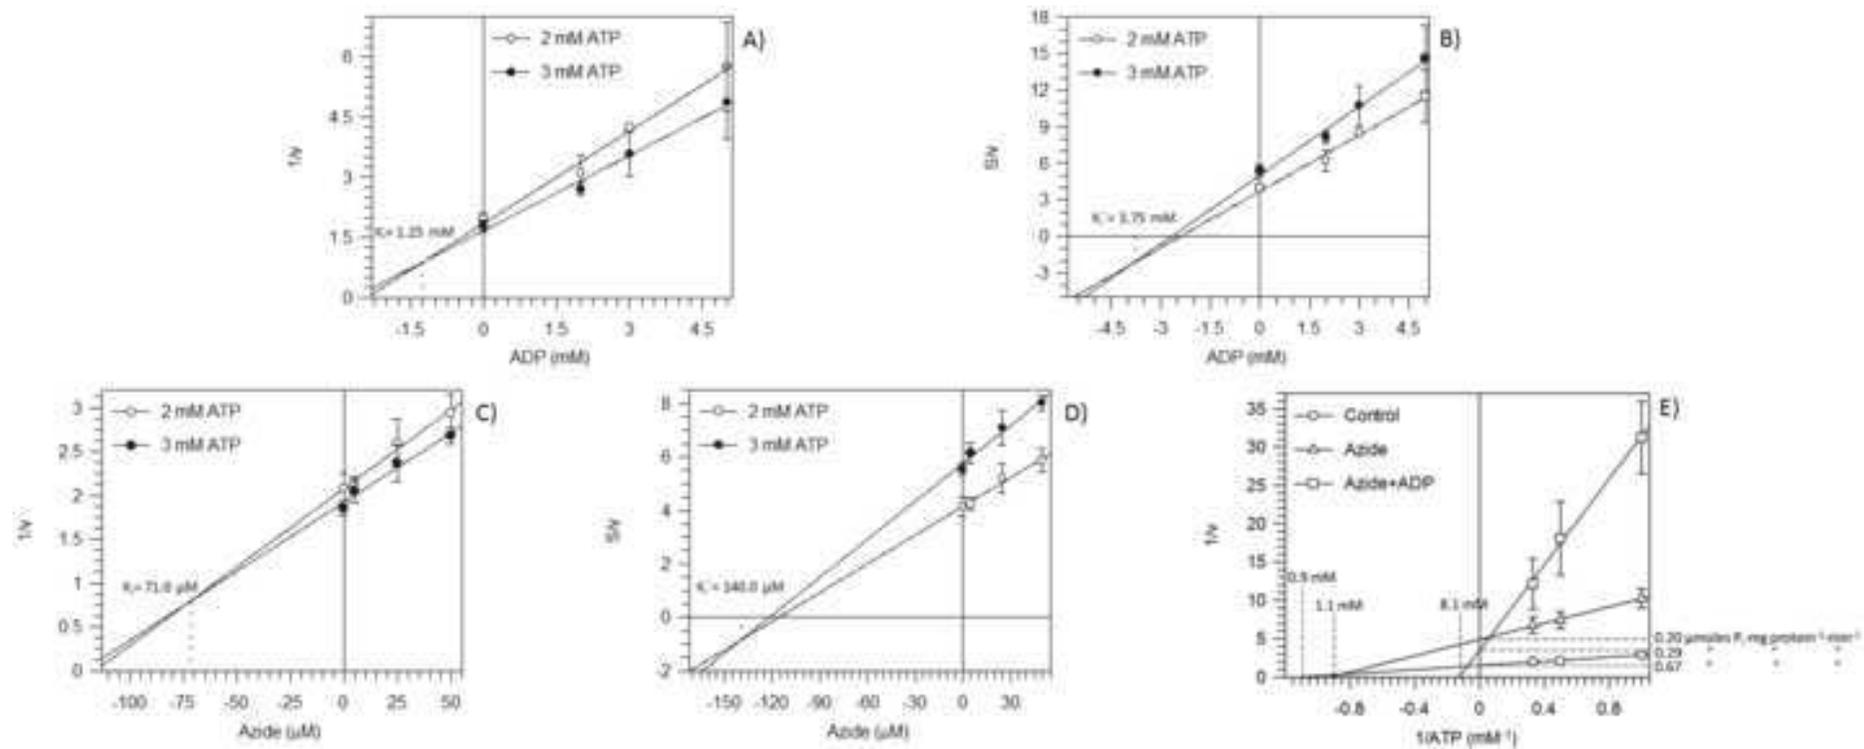 2 mM ATP
3 mM ATP
A)
6
4.5
3
1.5
0
1/v
Kᵢ= 1.25 mM
-1.5 0 1.5 3 4.5
ADP (mM)
2 mM ATP
3 mM ATP
B)
18
15
12
9
6
3
0
-3
S/v
= 3.75 mM
-4.5 -3 -1.5 0 1.5 3 4.5
ADP (mM)
2 mM ATP
3 mM ATP
C)
3
2.5
2
1.5
1
0.5
0
1/v
Kᵢ= 71.0 µM
-100 -75 -50 -25 0 25 50
Azide (µM)
2 mM ATP
3 mM ATP
D)
8
6
4
2
0
-2
S/v
= 140.0 µM
-150 -120 -90 -60 -30 0 30
Azide (µM)
Control
Azide
Azide+ADP
E)
35
30
25
20
15
10
5
0
1/v
0.9 mM
1.1 mM
8.1 mM
0.20 µmoles Pᵢ mg protein⁻¹
0.29 " " "
0.67 " " "
-0.8 -0.4 0 0.4 0.8
1/ATP (mM⁻¹)